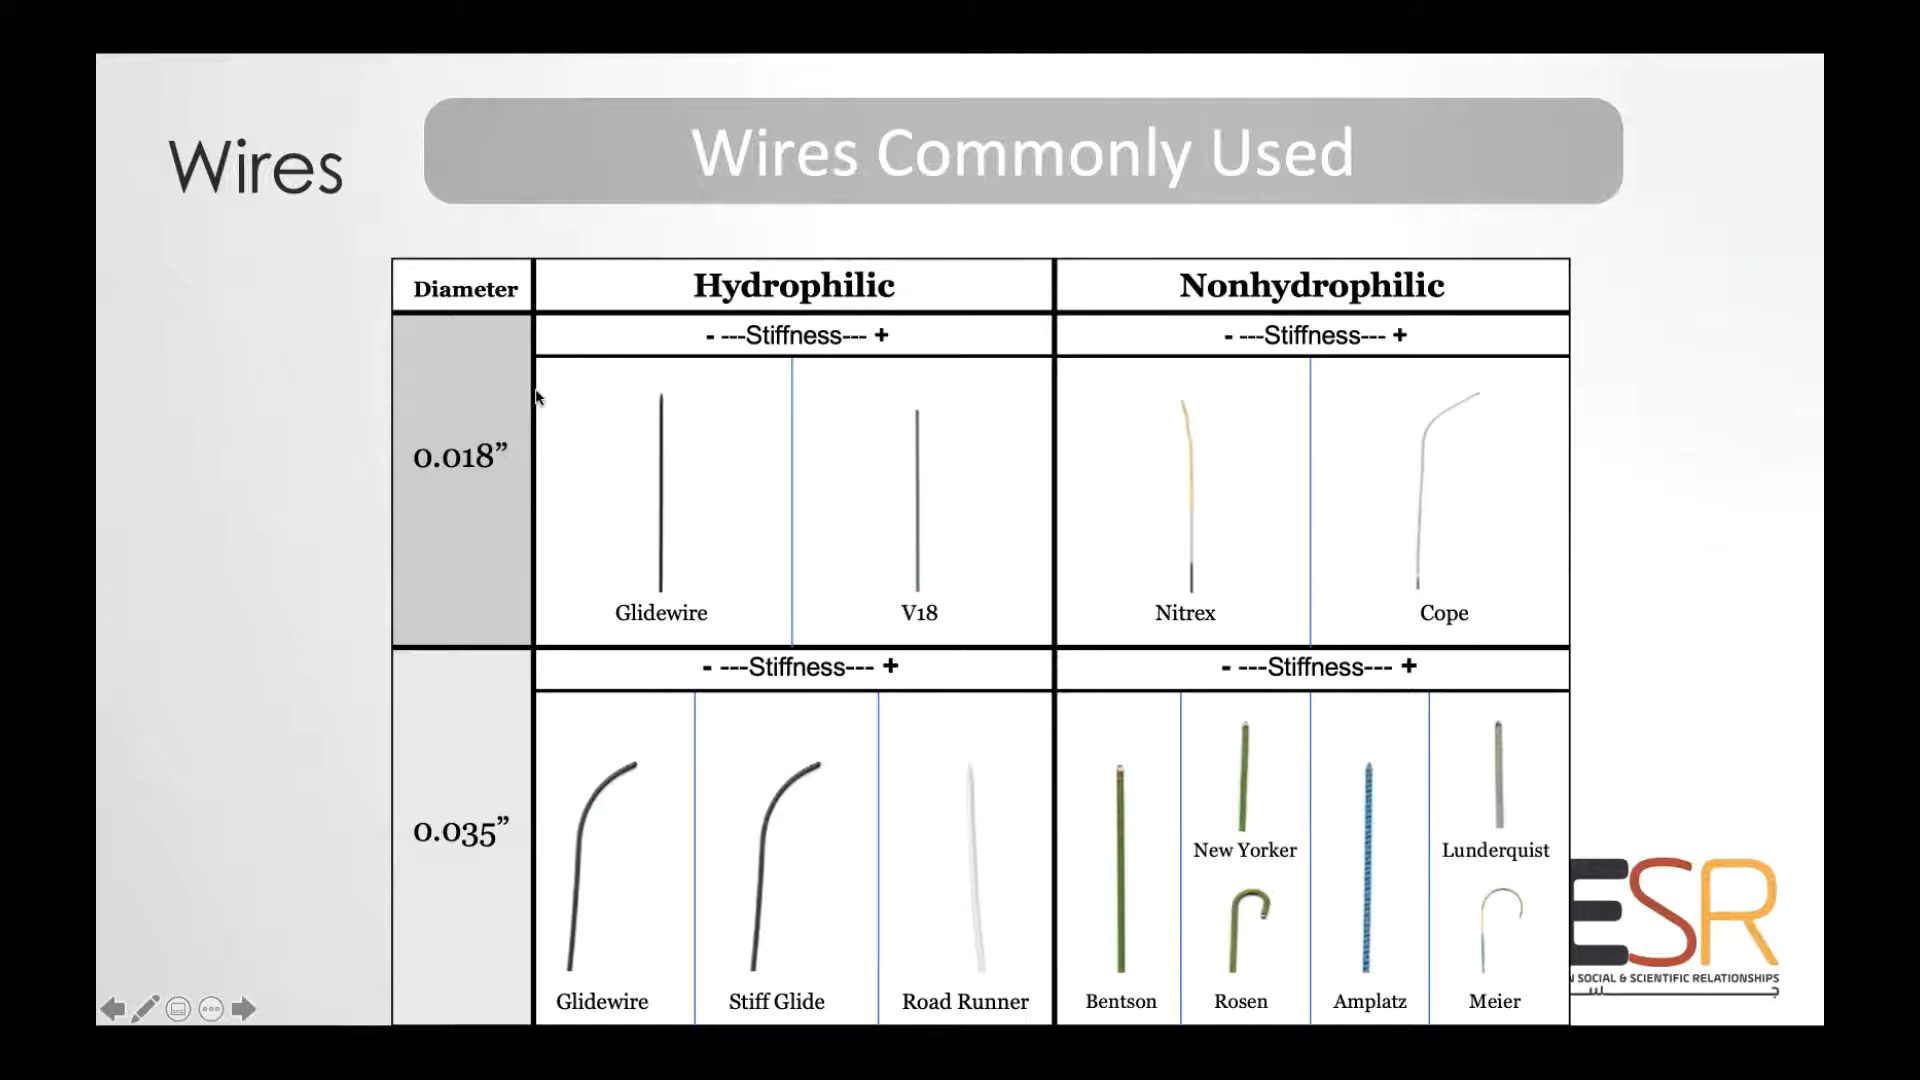 Wires
Wires Commonly Used
Diameter
Hydrophilic
Nonhydrophilic
- ---Stiffness--- +
- ---Stiffness--- +
0.018”
Glidewire
V18
Nitrex
Cope
- ---Stiffness--- +
- ---Stiffness--- +
0.035”
New Yorker
Lunderquist
Glidewire
Stiff Glide
Road Runner
Bentson
Rosen
Amplatz
Meier
ESR
N SOCIAL & SCIENTIFIC RELATIONSHIPS